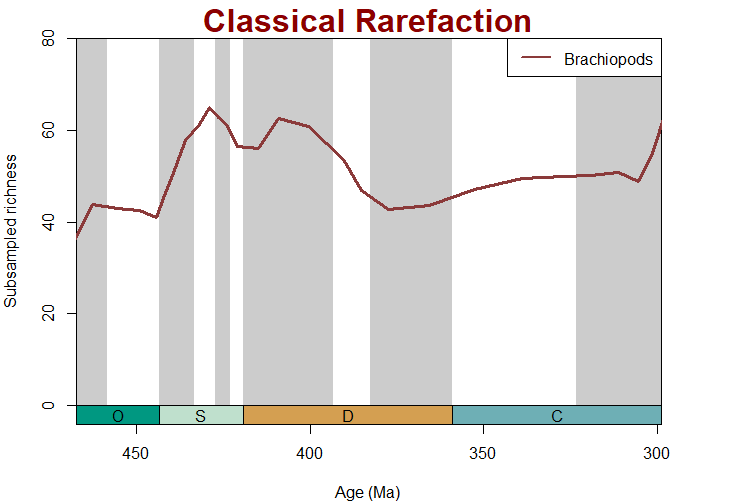 Classical Rarefaction
Brachiopods
80
60
40
20
0
Subsampled richness
O S D C
450 400 350 300
Age (Ma)